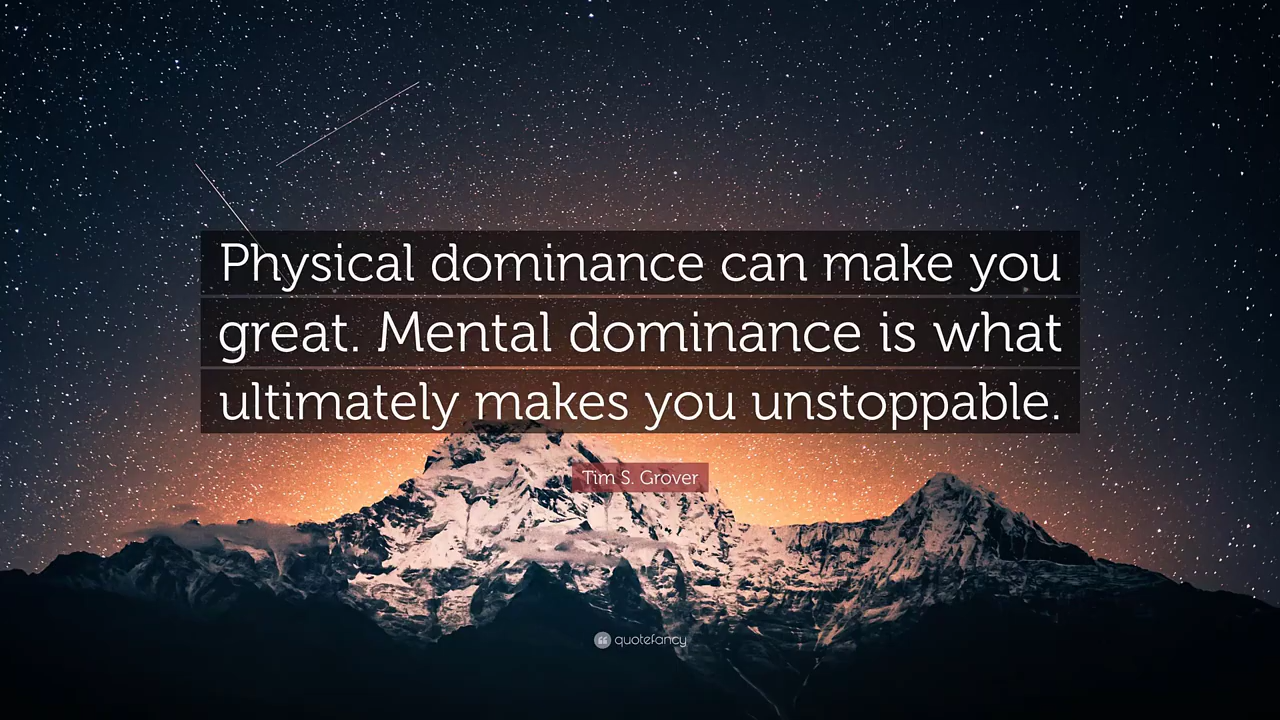 Physical dominance can make you
great. Mental dominance is what
ultimately makes you unstoppable.
Tim S. Grover
quotefancy